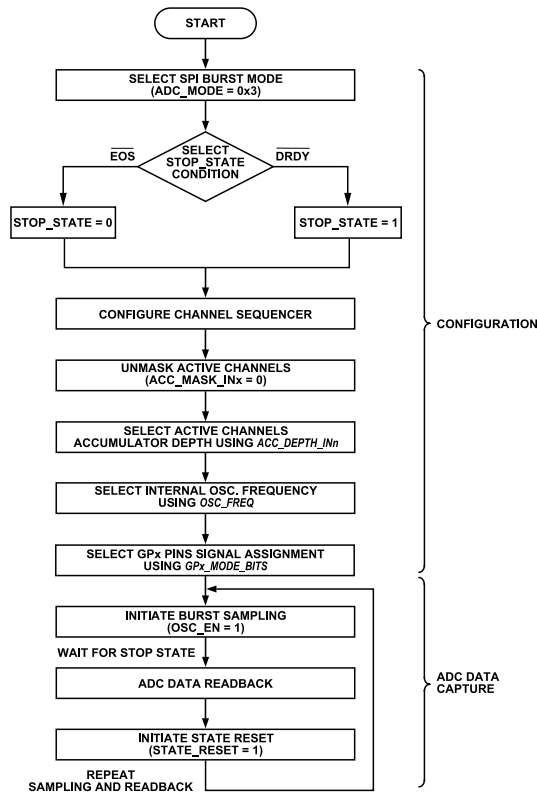 START
SELECT SPI BURST MODE
(ADC_MODE = 0x3)
EOS
SELECT
STOP_STATE
CONDITION
DRDY
STOP_STATE = 0
STOP_STATE = 1
CONFIGURE CHANNEL SEQUENCER
CONFIGURATION
UNMASK ACTIVE CHANNELS
(ACC_MASK_INx = 0)
SELECT ACTIVE CHANNELS
ACCUMULATOR DEPTH USING ACC_DEPTH_INn
SELECT INTERNAL OSC. FREQUENCY
USING OSC_FREQ
SELECT GPx PINS SIGNAL ASSIGNMENT
USING GPx_MODE_BITS
INITIATE BURST SAMPLING
(OSC_EN = 1)
WAIT FOR STOP STATE
ADC DATA READBACK
ADC DATA
CAPTURE
INITIATE STATE RESET
(STATE_RESET = 1)
REPEAT
SAMPLING AND READBACK